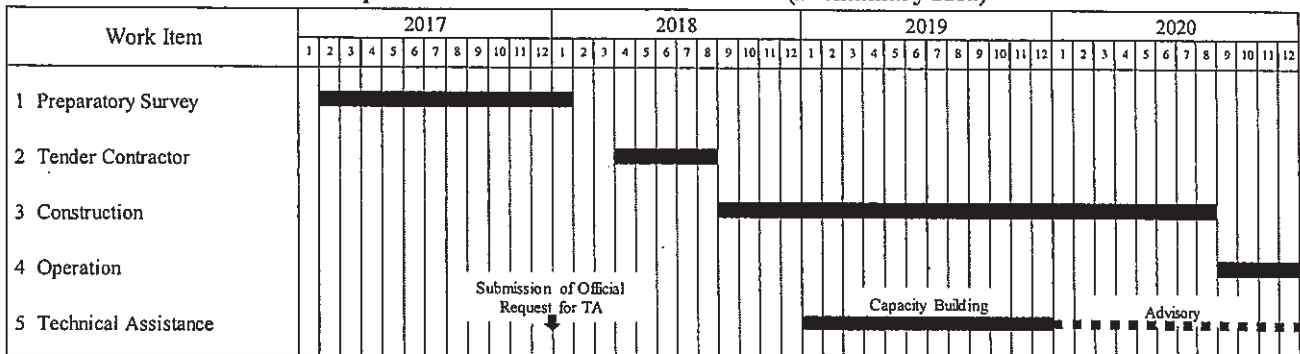 Work Item
2017 2018 2019 2020
1 2 3 4 5 6 7 8 9 10 11 12 1 2 3 4 5 6 7 8 9 10 11 12 1 2 3 4 5 6 7 8 9 10 11 12 1 2 3 4 5 6 7 8 9 10 11 12
1 Preparatory Survey
2 Tender Contractor
3 Construction
4 Operation
Submission of Official
Request for TA
Capacity Building
Advisory
5 Technical Assistance